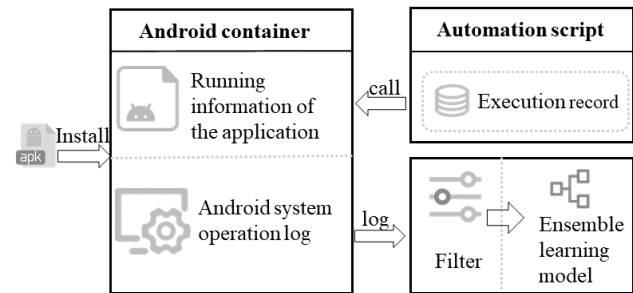 Android container
Running
information of
the application
Android system
operation log
apk
Install
call
log
Automation script
Execution record
Filter
Ensemble
learning
model